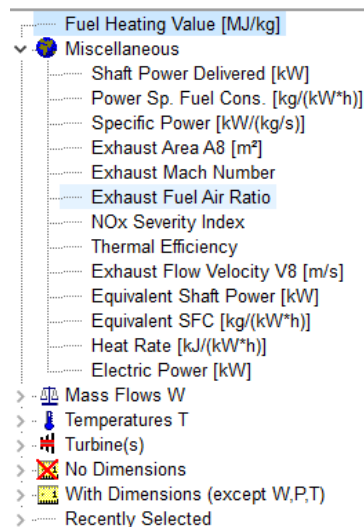 Fuel Heating Value [MJ/kg]
Miscellaneous
Shaft Power Delivered [kW]
Power Sp. Fuel Cons. [kg/(kW*h)]
Specific Power [kW/(kg/s)]
Exhaust Area A8 [m²]
Exhaust Mach Number
Exhaust Fuel Air Ratio
NOx Severity Index
Thermal Efficiency
Exhaust Flow Velocity V8 [m/s]
Equivalent Shaft Power [kW]
Equivalent SFC [kg/(kW*h)]
Heat Rate [kJ/(kW*h)]
Electric Power [kW]
Mass Flows W
Temperatures T
Turbine(s)
No Dimensions
With Dimensions (except W,P,T)
Recently Selected